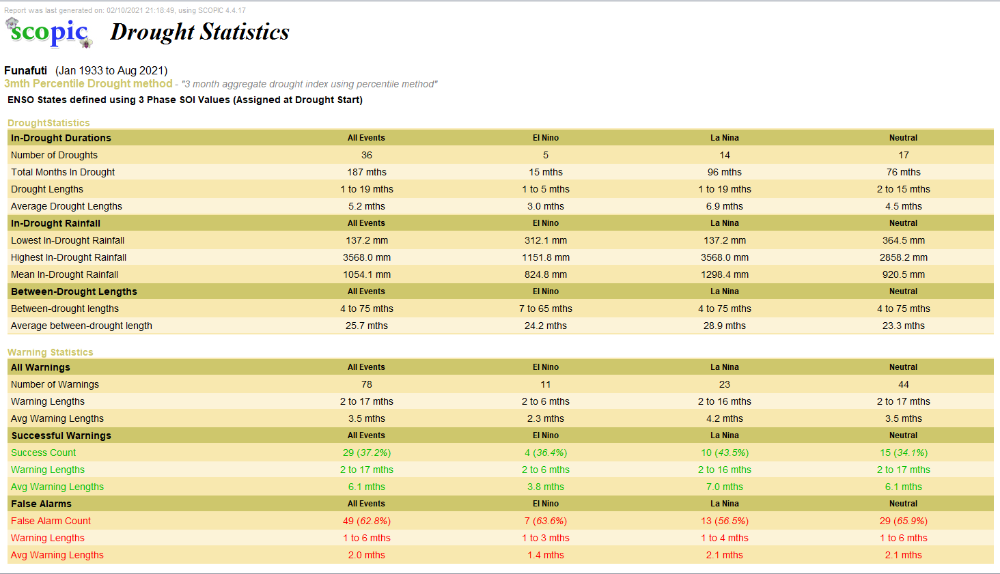 Report was last generated on: 02/10/2021 21:18:49, using SCOPIC 4.4.17
scopic Drought Statistics
Funafuti (Jan 1933 to Aug 2021)
3mth Percentile Drought method - "3 month aggregate drought index using percentile method"
ENSO States defined using 3 Phase SOI Values (Assigned at Drought Start)
DroughtStatistics
In-Drought Durations All Events El Nino La Nina Neutral
Number of Droughts 36 5 14 17
Total Months In Drought 187 mths 15 mths 96 mths 76 mths
Drought Lengths 1 to 19 mths 1 to 5 mths 1 to 19 mths 2 to 15 mths
Average Drought Lengths 5.2 mths 3.0 mths 6.9 mths 4.5 mths
In-Drought Rainfall All Events El Nino La Nina Neutral
Lowest In-Drought Rainfall 137.2 mm 312.1 mm 137.2 mm 364.5 mm
Highest In-Drought Rainfall 3568.0 mm 1151.8 mm 3568.0 mm 2858.2 mm
Mean In-Drought Rainfall 1054.1 mm 824.8 mm 1298.4 mm 920.5 mm
Between-Drought Lengths All Events El Nino La Nina Neutral
Between-drought lengths 4 to 75 mths 7 to 65 mths 4 to 75 mths 4 to 75 mths
Average between-drought length 25.7 mths 24.2 mths 28.9 mths 23.3 mths
Warning Statistics
All Warnings All Events El Nino La Nina Neutral
Number of Warnings 78 11 23 44
Warning Lengths 2 to 17 mths 2 to 6 mths 2 to 16 mths 2 to 17 mths
Avg Warning Lengths 3.5 mths 2.3 mths 4.2 mths 3.5 mths
Successful Warnings All Events El Nino La Nina Neutral
Success Count 29 (37.2%) 4 (36.4%) 10 (43.5%) 15 (34.1%)
Warning Lengths 2 to 17 mths 2 to 6 mths 2 to 16 mths 2 to 17 mths
Avg Warning Lengths 6.1 mths 3.8 mths 7.0 mths 6.1 mths
False Alarms All Events El Nino La Nina Neutral
False Alarm Count 49 (62.8%) 7 (63.6%) 13 (56.5%) 29 (65.9%)
Warning Lengths 1 to 6 mths 1 to 3 mths 1 to 4 mths 1 to 6 mths
Avg Warning Lengths 2.0 mths 1.4 mths 2.1 mths 2.1 mths